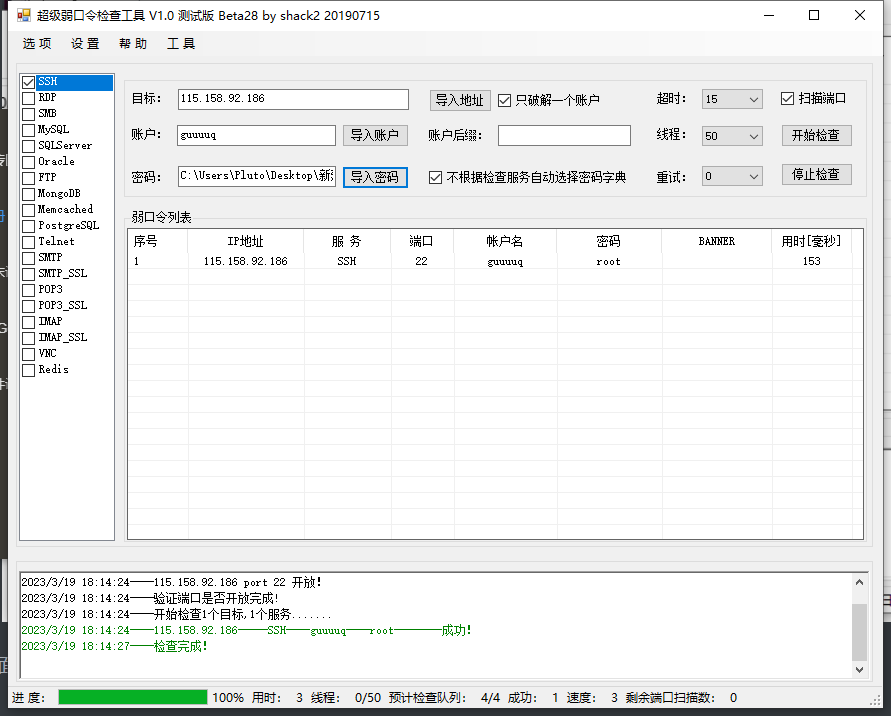 超级弱口令检查工具 V1.0 测试版 Beta28 by shack2 20190715
选项 设置 帮助 工具
SSH
RDP
SMB
MySQL
SQLServer
Oracle
FTP
MongoDB
Memcached
PostgreSQL
Telnet
SMTP
SMTP_SSL
POP3
POP3_SSL
IMAP
IMAP_SSL
VNC
Redis
目标: 115.158.92.186 导入地址 只破解一个账户 超时: 15 扫描端口
账户: guuuuq 导入账户 账户后缀: 线程: 50 开始检查
密码: C:\Users\Pluto\Desktop\新 导入密码 不根据检查服务自动选择密码字典 重试: 0 停止检查
弱口令列表
序号 IP地址 服 务 端口 帐户名 密码 BANNER 用时[毫秒]
1 115.158.92.186 SSH 22 guuuuq root 153
2023/3/19 18:14:24----115.158.92.186 port 22 开放!
2023/3/19 18:14:24----验证端口是否开放完成!
2023/3/19 18:14:24----开始检查1个目标,1个服务.......
2023/3/19 18:14:24----115.158.92.186-----SSH----guuuuq----root--------成功!
2023/3/19 18:14:27----检查完成!
进度: 100% 用时: 3 线程: 0/50 预计检查队列: 4/4 成功: 1 速度: 3 剩余端口扫描数: 0